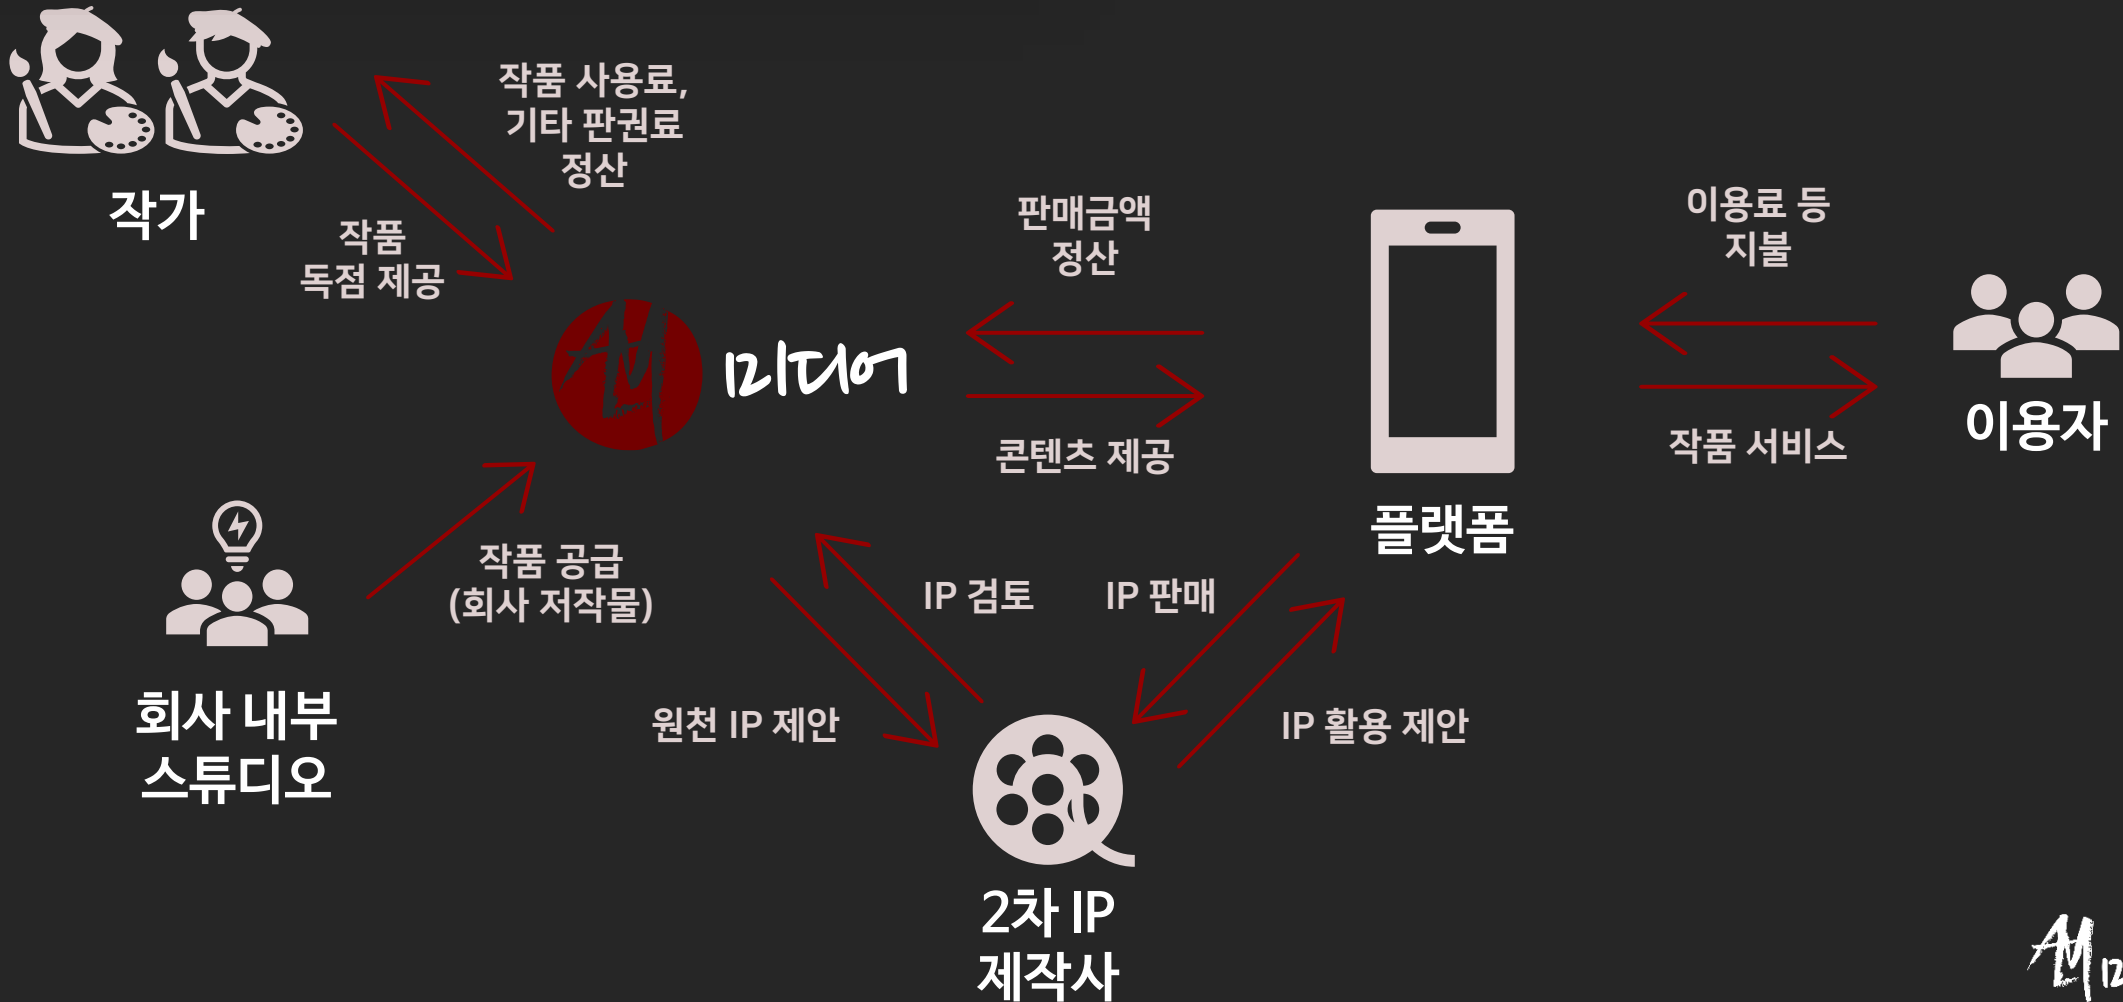 작품 사용료,
기타 판권료
정산
작가
작품
독점 제공
판매금액
정산
이용료 등
지불
AM 미디어
콘텐츠 제공
이용자
작품 서비스
플랫폼
작품 공급
(회사 저작물)
IP 검토
IP 판매
회사 내부
스튜디오
원천 IP 제안
IP 활용 제안
2차 IP
제작사
AM